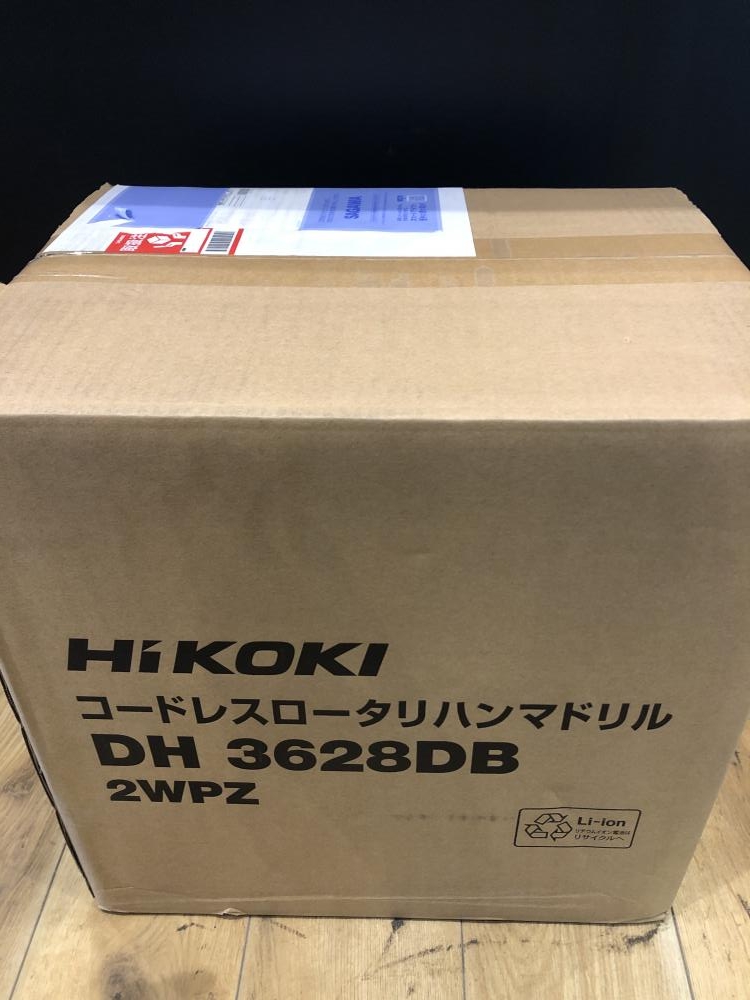 SAGAWA
HiKOKI
コードレスロータリハンマドリル
DH 3628DB
2WPZ
Li-ion
リチウムイオン電池は
リサイクルへ